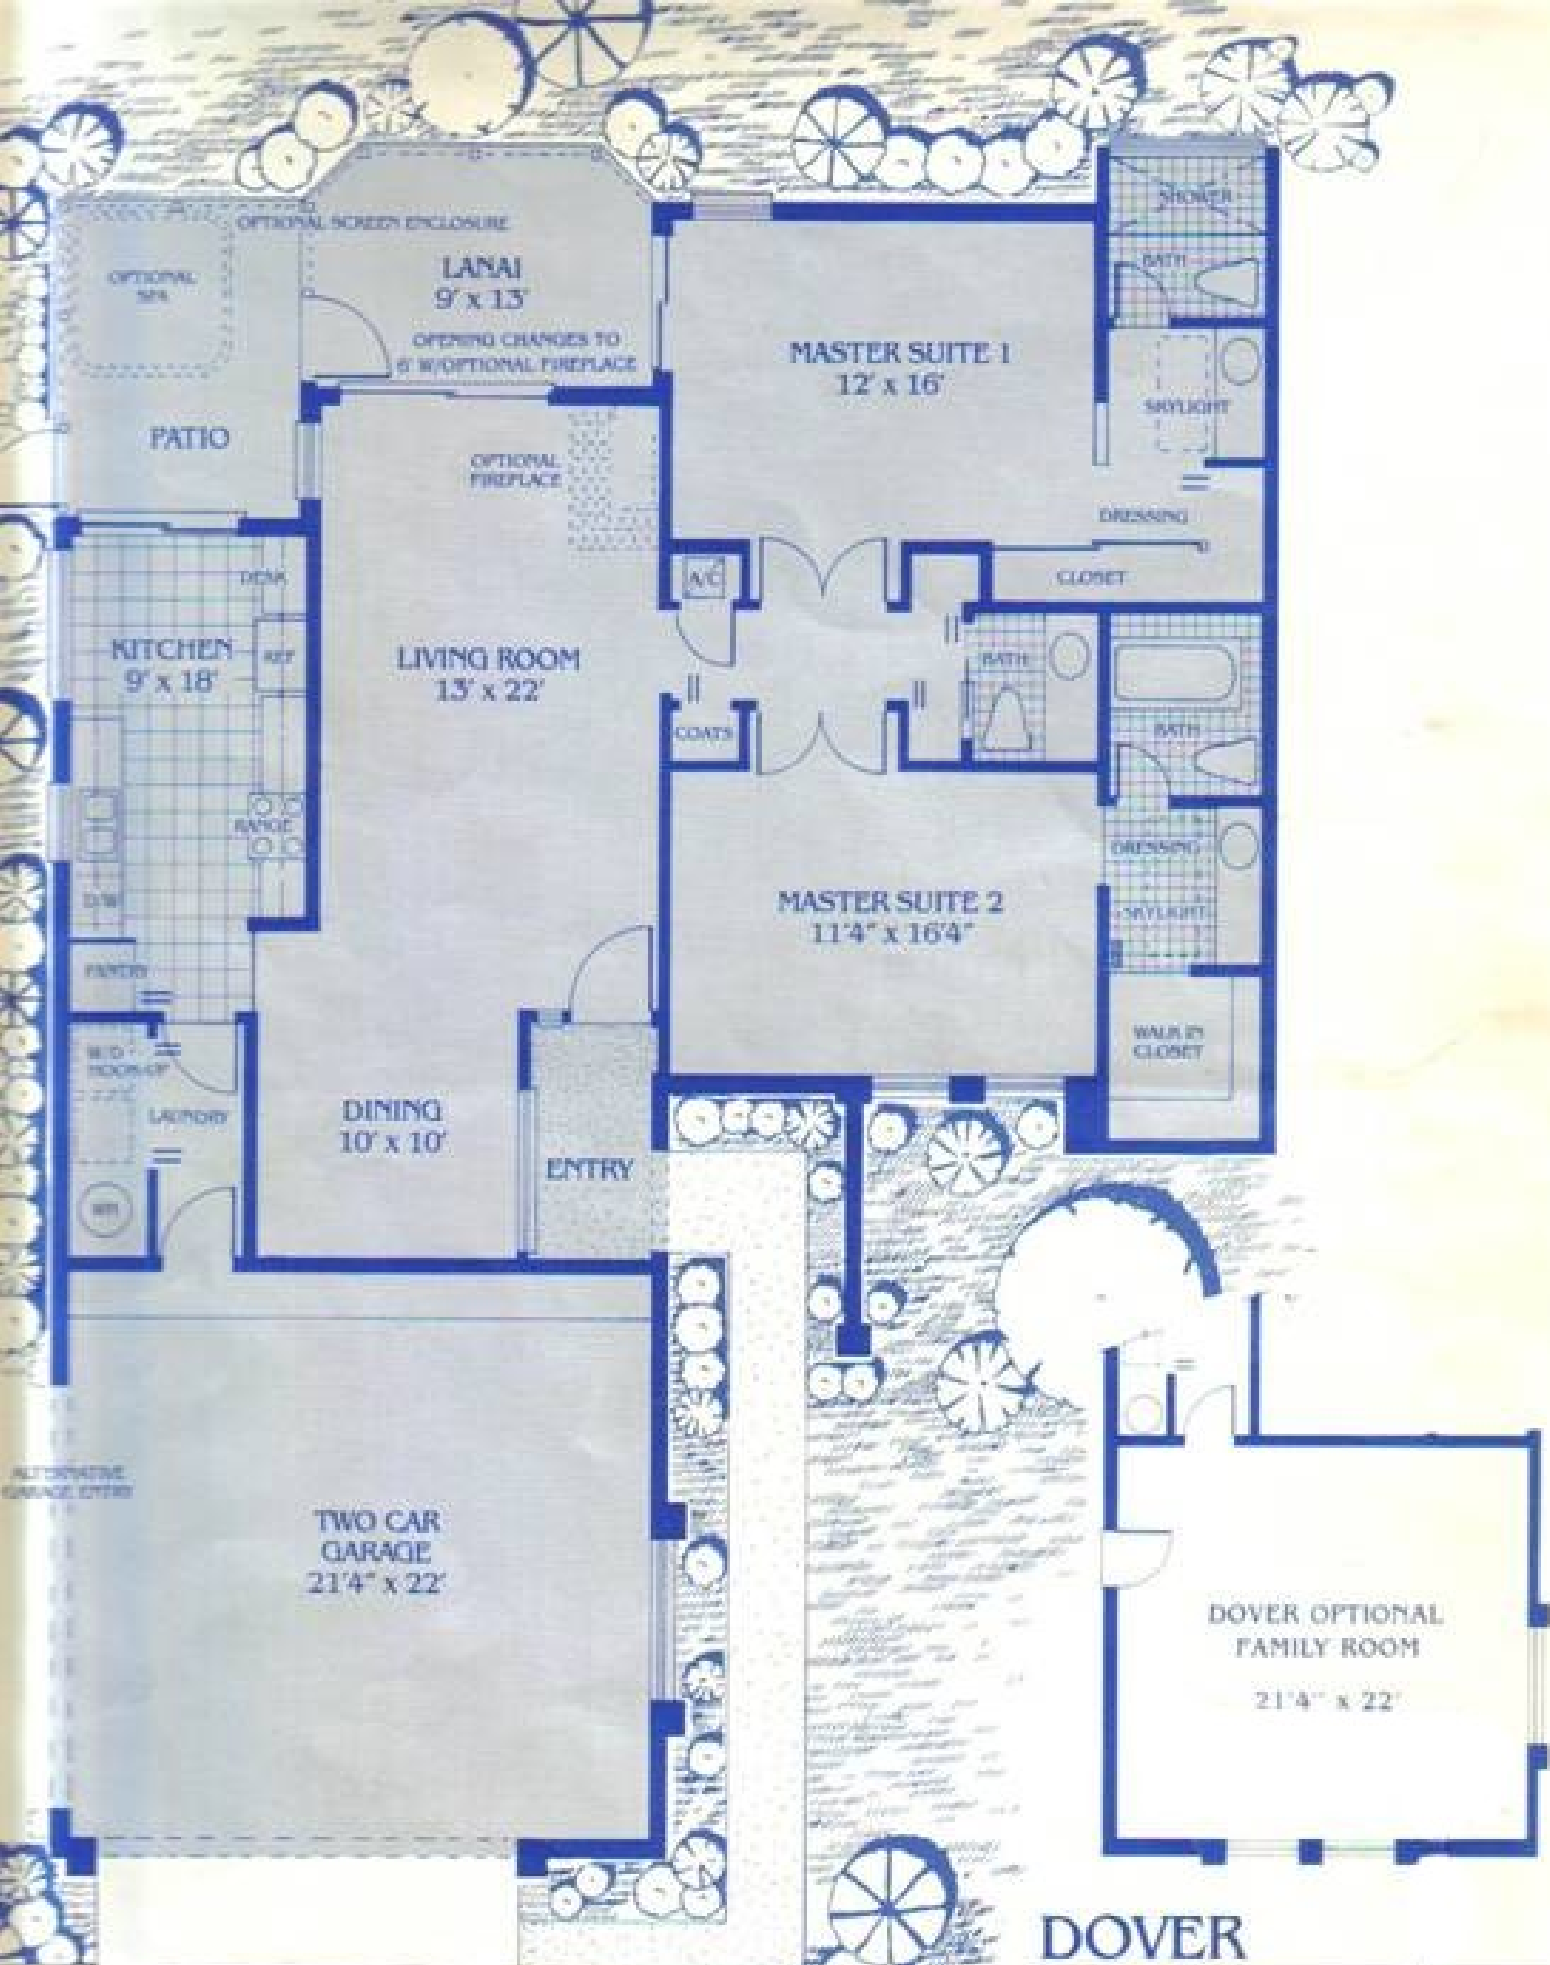 SHOWER
OPTIONAL SCREEN ENCLOSURE
BATH
LANAI
9' x 13'
OPTIONAL
SPA
OPENING CHANGES TO
6' W/OPTIONAL FIREPLACE
MASTER SUITE 1
12' x 16'
SKYLIGHT
PATIO
OPTIONAL
FIREPLACE
DRESSING
DESK
A/C
CLOSET
KITCHEN
9' x 18'
REF
LIVING ROOM
13' x 22'
BATH
COATS
BATH
RANGE
DRESSING
D/W
MASTER SUITE 2
11'4" x 16'4"
SKYLIGHT
PANTRY
W/D
HOOK-UP
WALK IN
CLOSET
LAUNDRY
DINING
10' x 10'
ENTRY
WH
ALTERNATIVE
GARAGE ENTRY
TWO CAR
GARAGE
21'4" x 22'
DOVER OPTIONAL
FAMILY ROOM
21'4" x 22'
DOVER